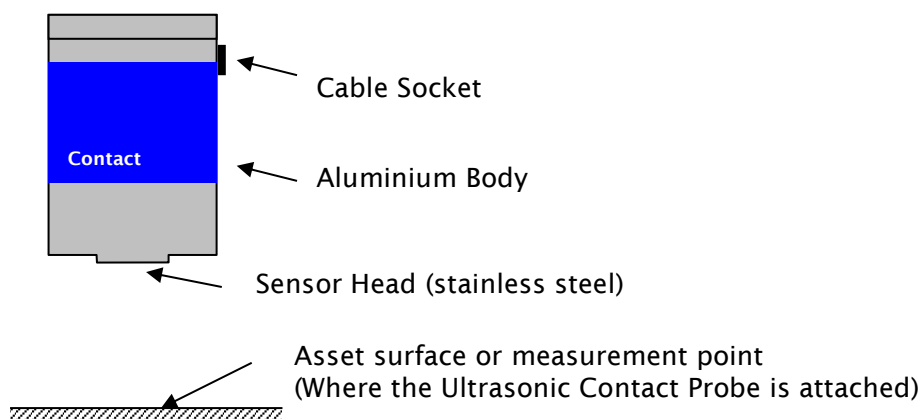 Cable Socket
Contact
Aluminium Body
Sensor Head (stainless steel)
Asset surface or measurement point
(Where the Ultrasonic Contact Probe is attached)